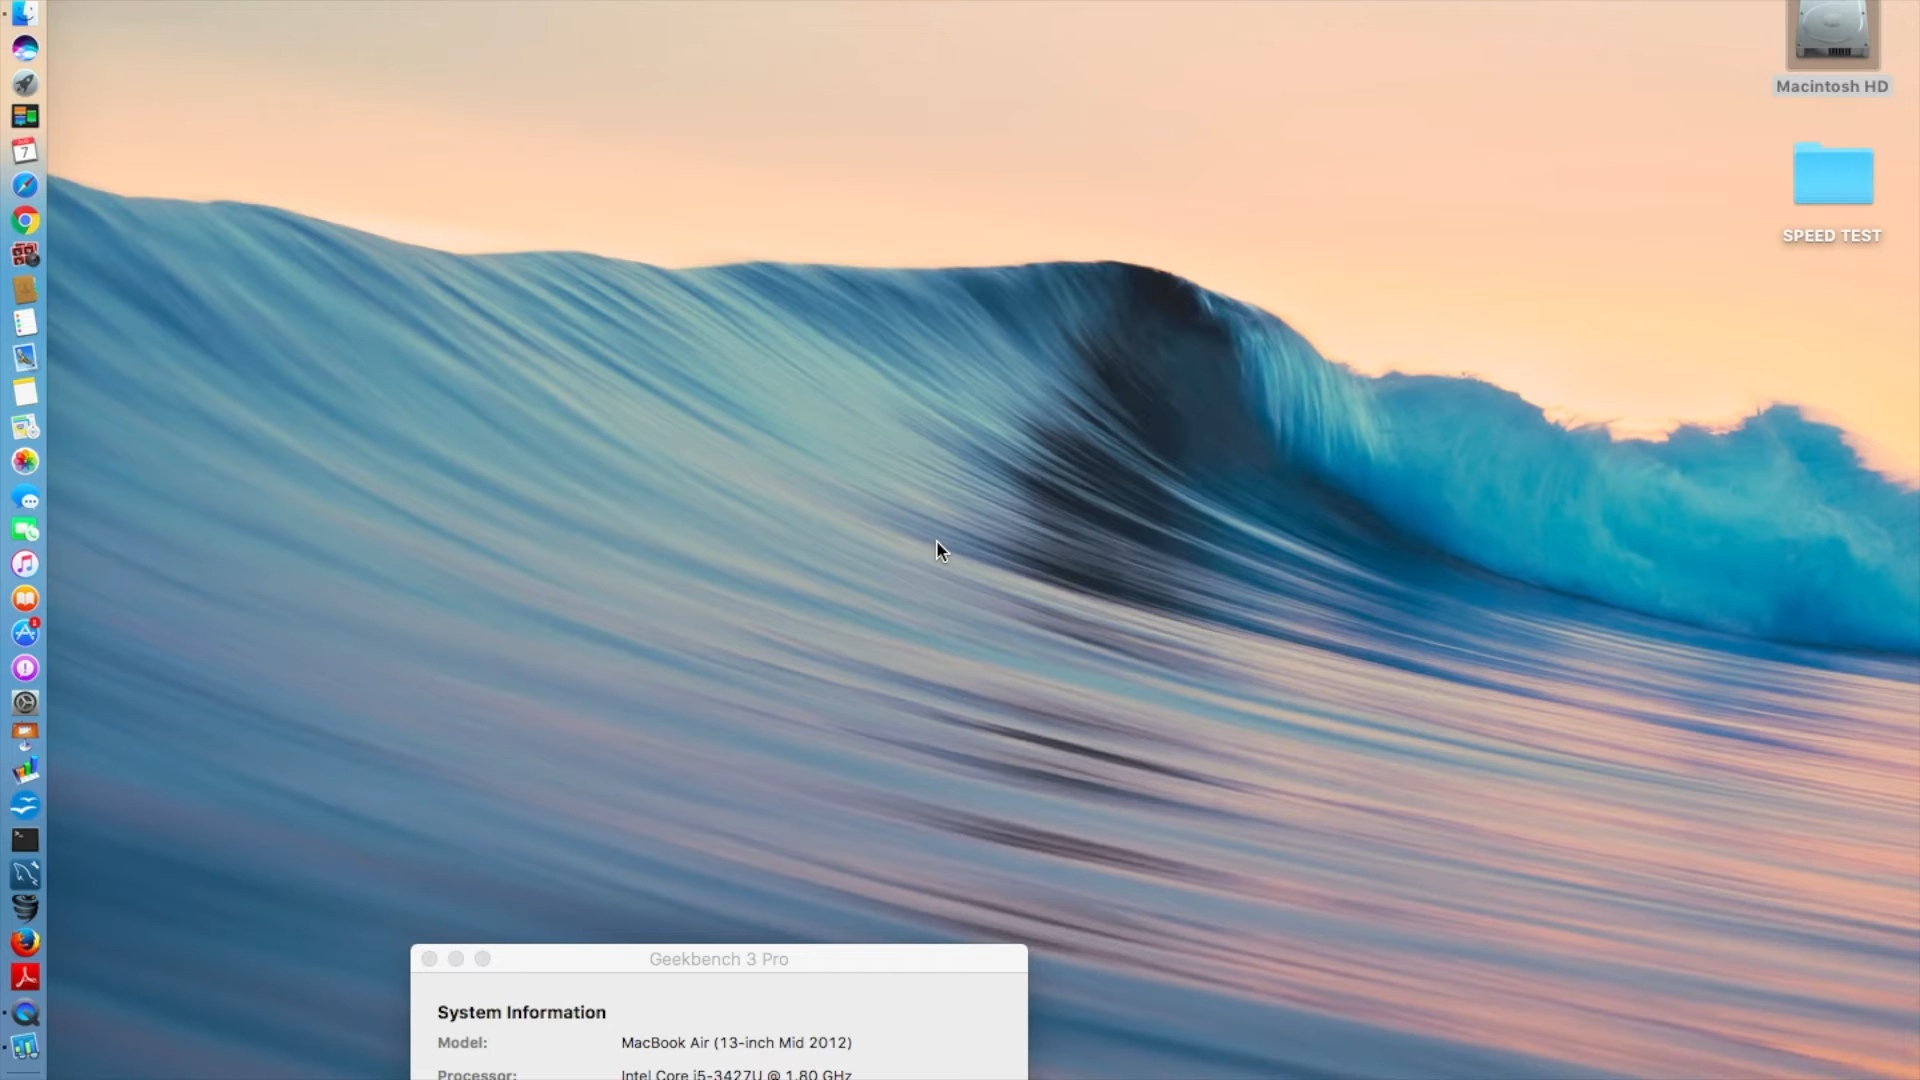 Macintosh HD
SPEED TEST
7
Geekbench 3 Pro
System Information
Model: MacBook Air (13-inch Mid 2012)
Processor: Intel Core i5-3427U @ 1.80 GHz